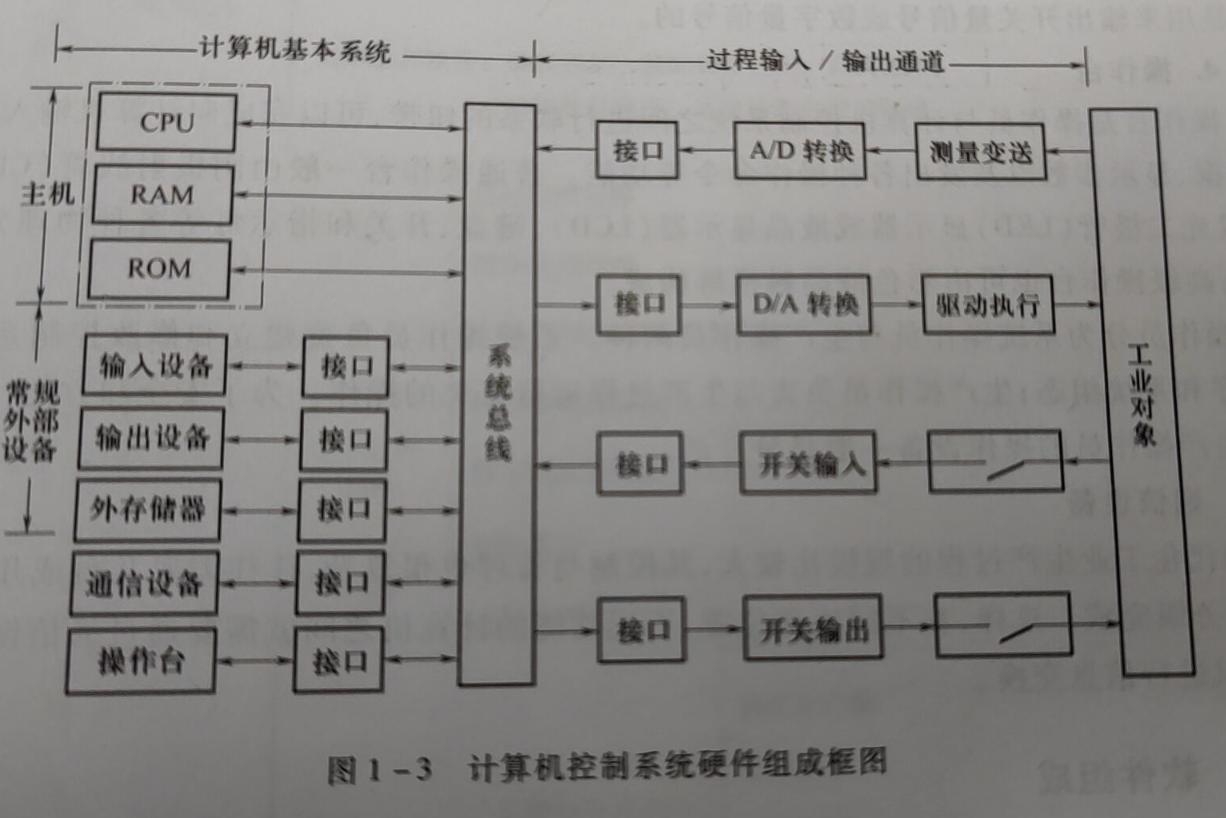 计算机基本系统
过程输入/输出通道
主机
CPU
RAM
ROM
常规
外部
设备
输入设备
接口
输出设备
接口
外存储器
接口
通信设备
接口
操作台
接口
系统总线
接口
A/D 转换
测量变送
接口
D/A 转换
驱动执行
接口
开关输入
接口
开关输出
工业对象
图 1-3 计算机控制系统硬件组成框图